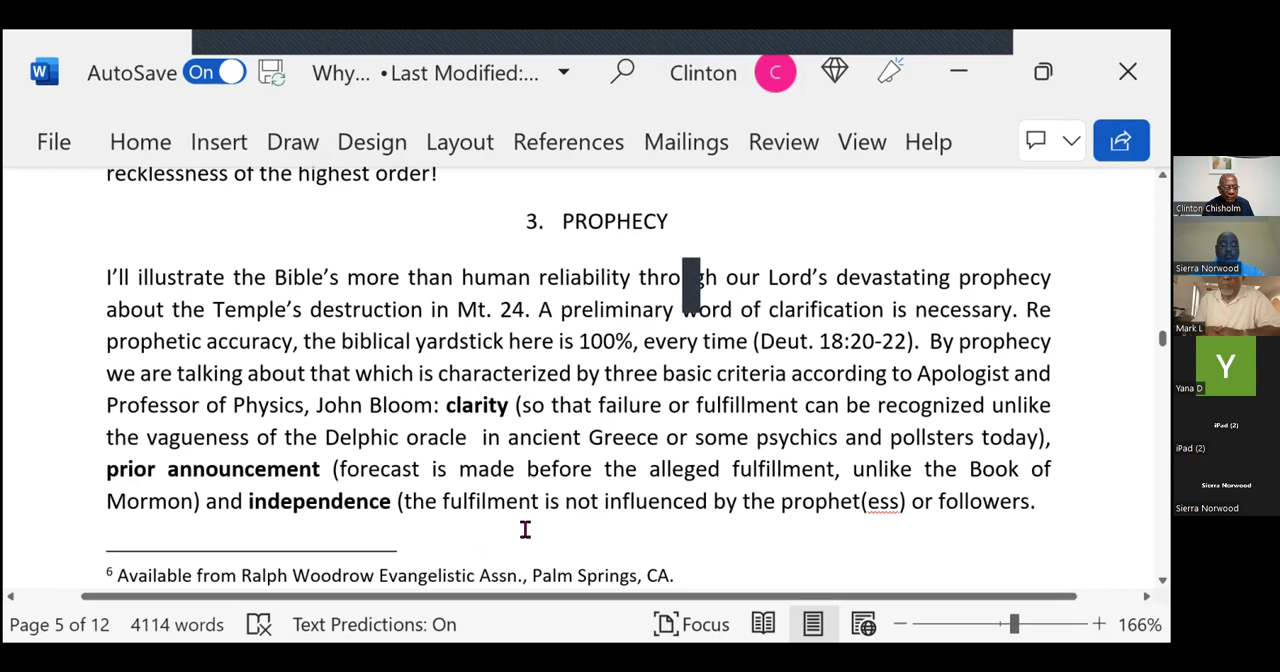 W AutoSave On Why... • Last Modified:... Clinton C
File Home Insert Draw Design Layout References Mailings Review View Help
recklessness of the highest order!
3. PROPHECY
I'll illustrate the Bible's more than human reliability through our Lord's devastating prophecy
about the Temple's destruction in Mt. 24. A preliminary word of clarification is necessary. Re
prophetic accuracy, the biblical yardstick here is 100%, every time (Deut. 18:20-22). By prophecy
we are talking about that which is characterized by three basic criteria according to Apologist and
Professor of Physics, John Bloom: clarity (so that failure or fulfillment can be recognized unlike
the vagueness of the Delphic oracle in ancient Greece or some psychics and pollsters today),
prior announcement (forecast is made before the alleged fulfillment, unlike the Book of
Mormon) and independence (the fulfilment is not influenced by the prophet(ess) or followers.
6 Available from Ralph Woodrow Evangelistic Assn., Palm Springs, CA.
Page 5 of 12 4114 words Text Predictions: On Focus 166%
Clinton Chisholm
Sierra Norwood
Mark L
Y
Yana D
iPad (2)
iPad (2)
Sierra Norwood
Sierra Norwood